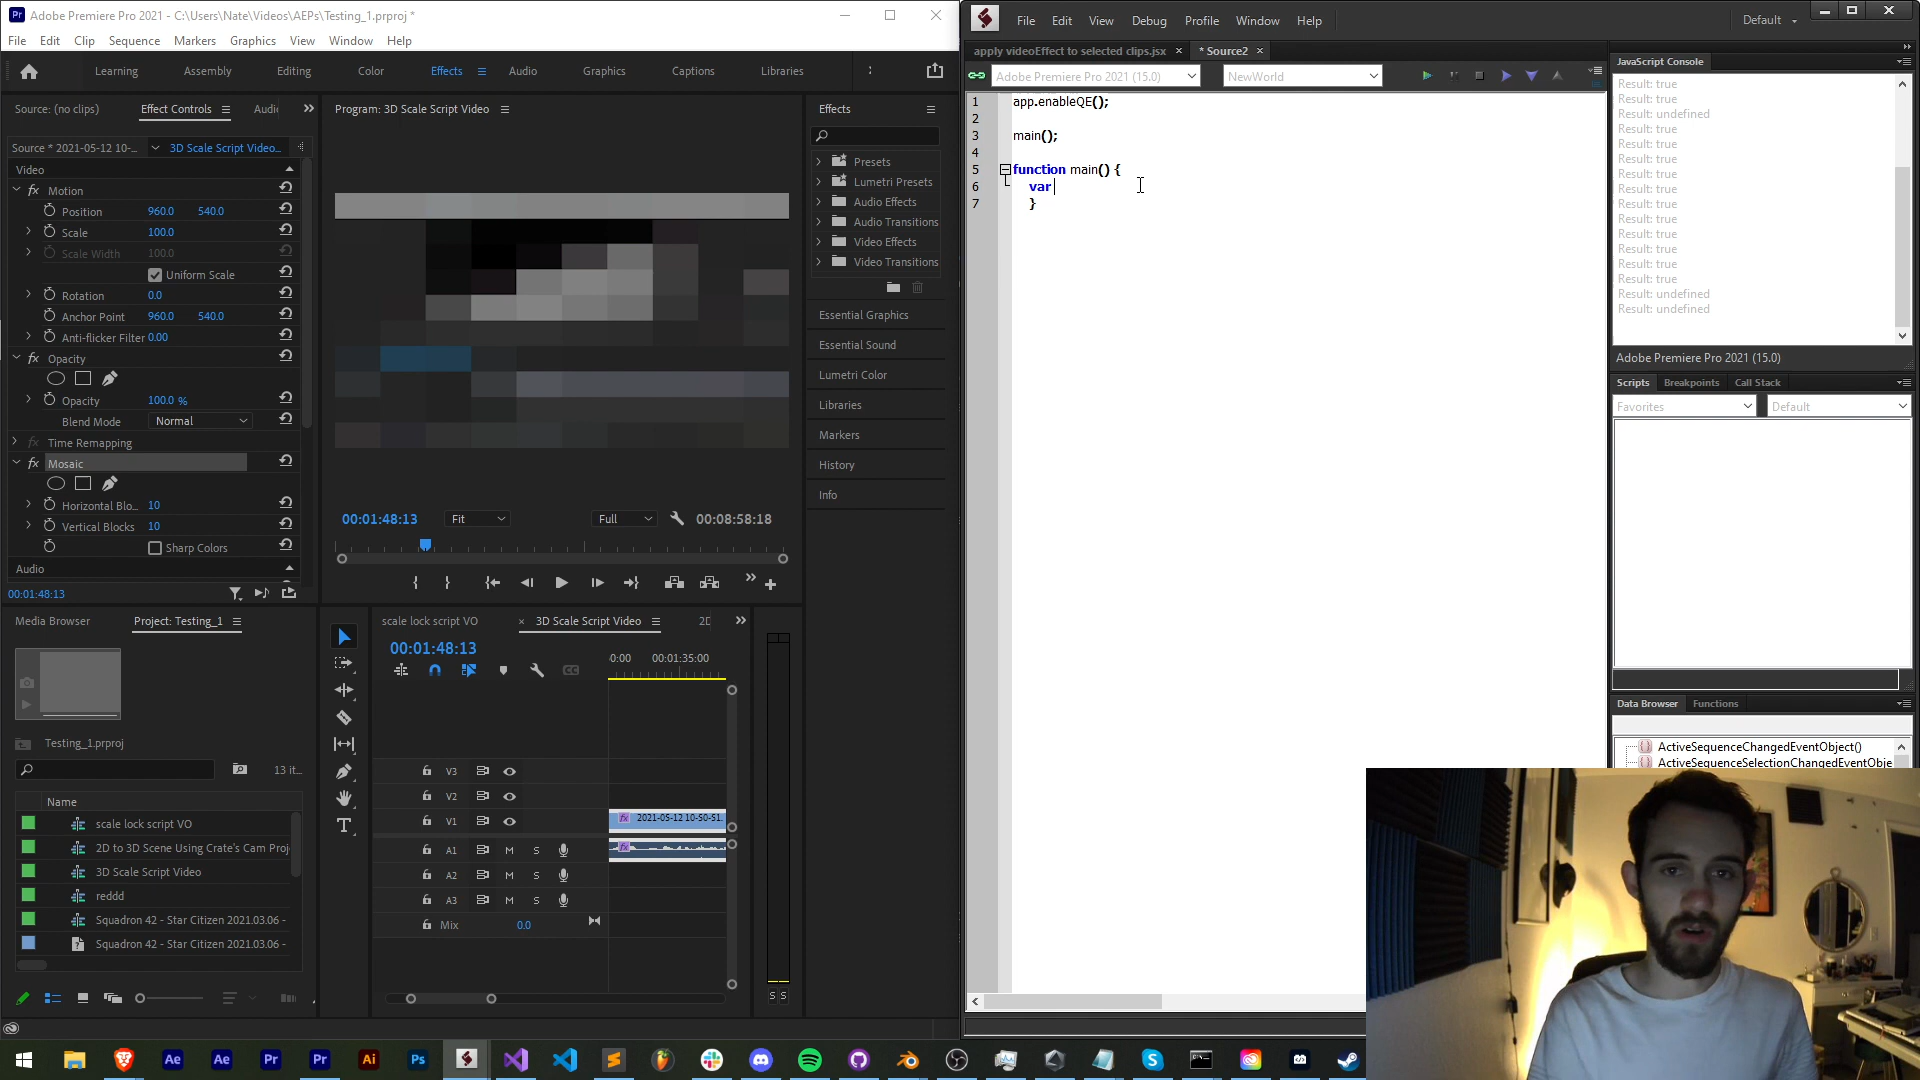 Adobe Premiere Pro 2021 - C:\Users\Nate\Videos\AEPs\Testing_1.prproj *
File Edit Clip Sequence Markers Graphics View Window Help
Learning Assembly Editing Color Effects Audio Graphics Captions Libraries
Source: (no clips) Effect Controls Audi
Source * 2021-05-12 10-... 3D Scale Script Video...
Video
fx Motion
Position 960.0 540.0
Scale 100.0
Scale Width 100.0
Uniform Scale
Rotation 0.0
Anchor Point 960.0 540.0
Anti-flicker Filter 0.00
fx Opacity
Opacity 100.0 %
Blend Mode Normal
fx Time Remapping
fx Mosaic
Horizontal Blo... 10
Vertical Blocks 10
Sharp Colors
Audio
00:01:48:13
Program: 3D Scale Script Video
00:01:48:13 Fit Full 00:08:58:18
Effects
Presets
Lumetri Presets
Audio Effects
Audio Transitions
Video Effects
Video Transitions
Essential Graphics
Essential Sound
Lumetri Color
Libraries
Markers
History
Info
Media Browser Project: Testing_1
Testing_1.prproj
13 it...
Name
scale lock script VO
2D to 3D Scene Using Crate's Cam Proj
3D Scale Script Video
reddd
Squadron 42 - Star Citizen 2021.03.06 -
Squadron 42 - Star Citizen 2021.03.06 -
scale lock script VO × 3D Scale Script Video 2D
00:01:48:13
:0:00 00:01:35:00
V3
V2
V1 fx 2021-05-12 10-50-51.
A1 M S fx
A2 M S
A3 M S
Mix 0.0
S S
File Edit View Debug Profile Window Help
Default
apply videoEffect to selected clips.jsx × * Source2 ×
Adobe Premiere Pro 2021 (15.0) NewWorld
1 app.enableQE();
2
3 main();
4
5 function main() {
6 var
7 }
JavaScript Console
Result: true
Result: true
Result: undefined
Result: true
Result: true
Result: true
Result: true
Result: true
Result: true
Result: true
Result: true
Result: true
Result: true
Result: true
Result: undefined
Result: undefined
Adobe Premiere Pro 2021 (15.0)
Scripts Breakpoints Call Stack
Favorites Default
Data Browser Functions
ActiveSequenceChangedEventObject()
ActiveSequenceSelectionChangedEventObje
Ae Ae Pr Pr Ai Ps